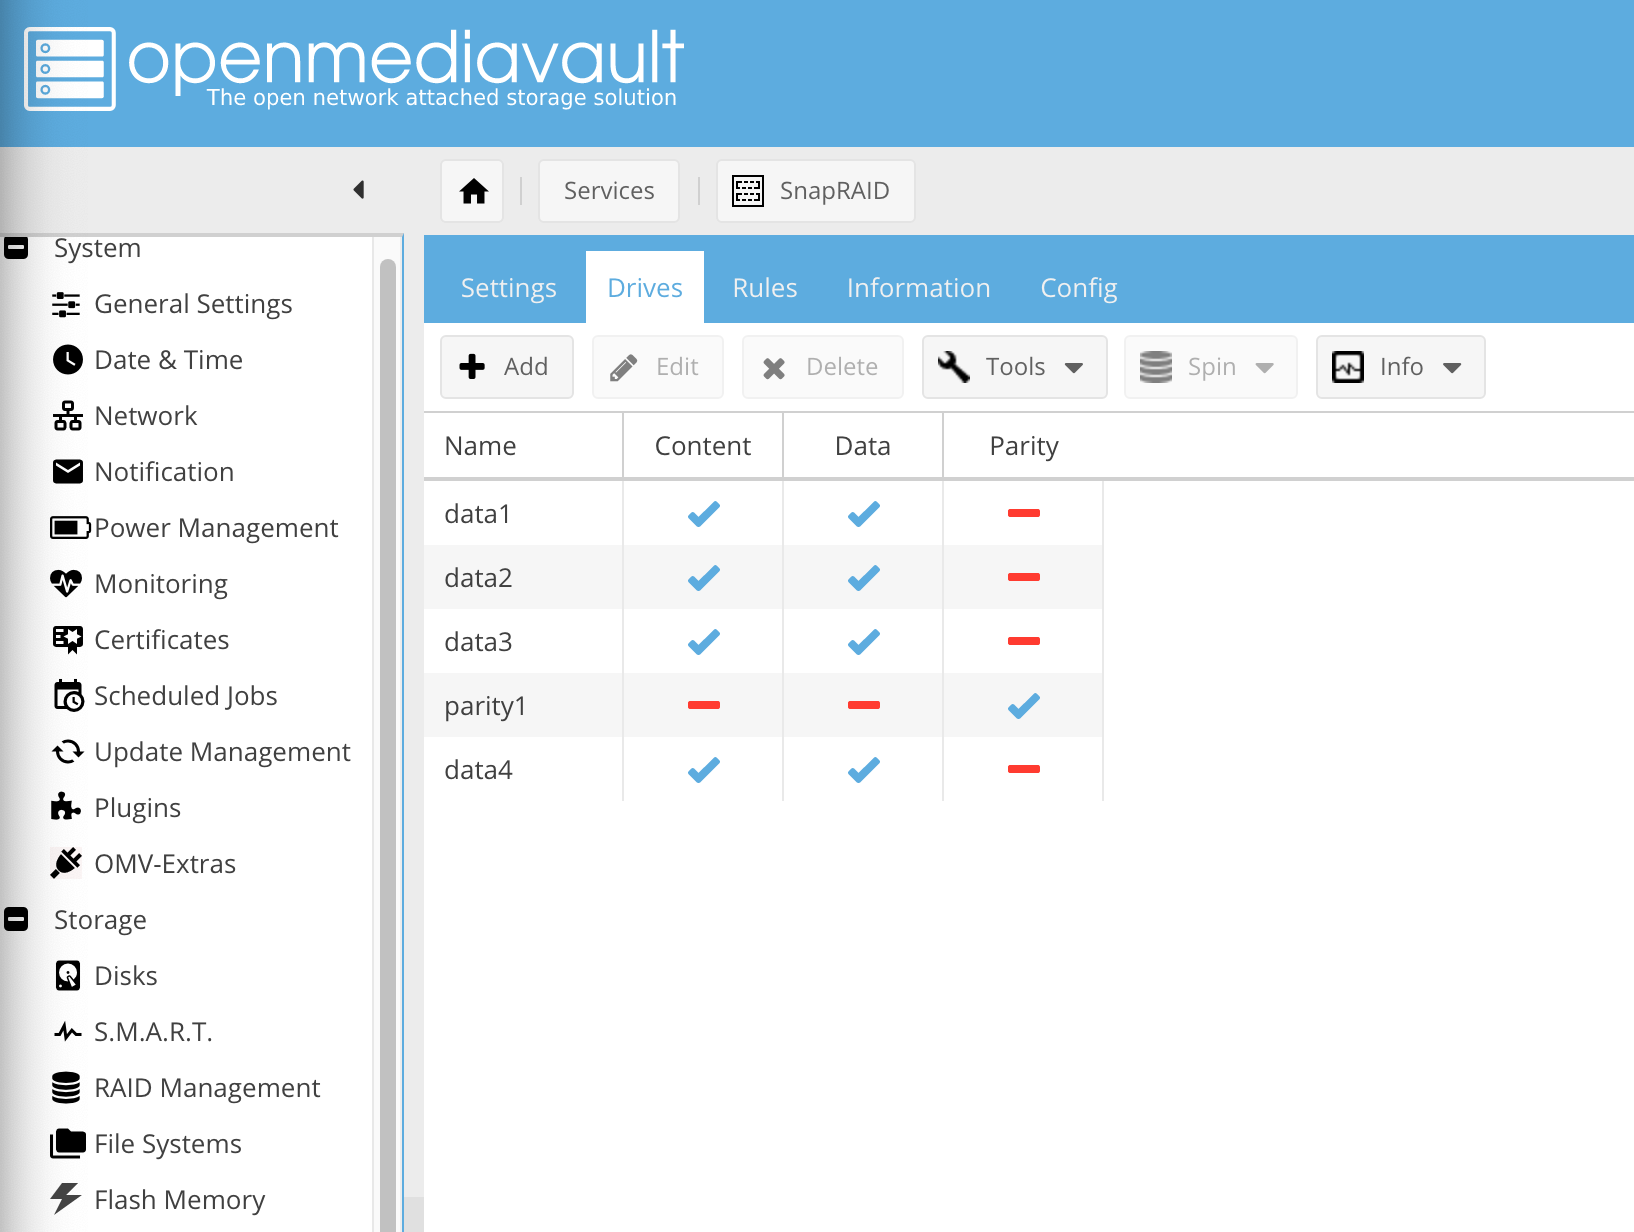 openmediavault
The open network attached storage solution
Services
SnapRAID
System
General Settings
Date & Time
Network
Notification
Power Management
Monitoring
Certificates
Scheduled Jobs
Update Management
Plugins
OMV-Extras
Storage
Disks
S.M.A.R.T.
RAID Management
File Systems
Flash Memory
Settings Drives Rules Information Config
Add Edit Delete Tools Spin Info
Name Content Data Parity
data1
data2
data3
parity1
data4